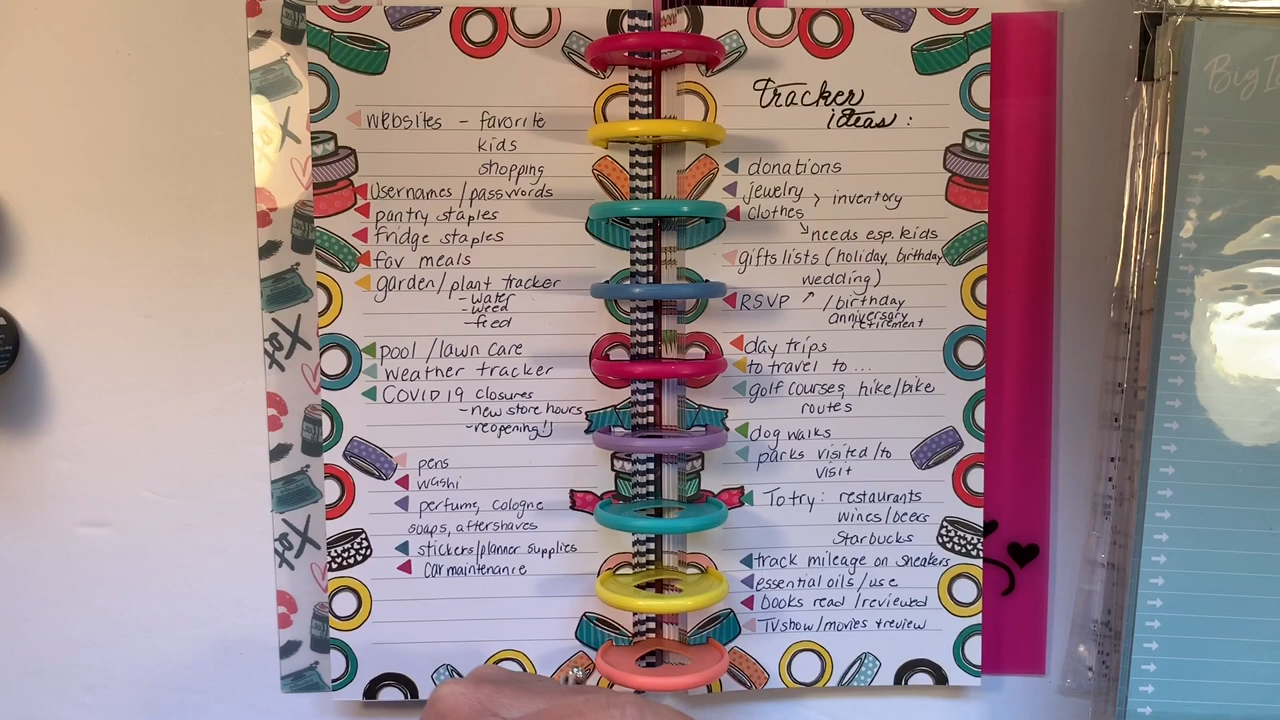 websites - favorite
kids
shopping
Usernames/passwords
pantry staples
fridge staples
fav meals
garden/plant tracker
- water
- weed
- feed
pool/lawn care
weather tracker
COVID 19 closures
- new store hours
- reopening!!
pens
washi
perfums, cologne
soaps, aftershaves
stickers/planner supplies
car maintenance
tracker
ideas:
donations
jewelry > inventory
clothes
↘needs esp. kids
gifts lists (holiday, birthday
wedding)
RSVP ↗ /birthday
anniversary
retirement
day trips
to travel to...
golf courses, hike/bike
routes
dog walks
parks visited/to
visit
To try: restaurants
wines/beers
Starbucks
track mileage on sneakers
essential oils/use
books read/reviewed
TV show/movies + review
Big